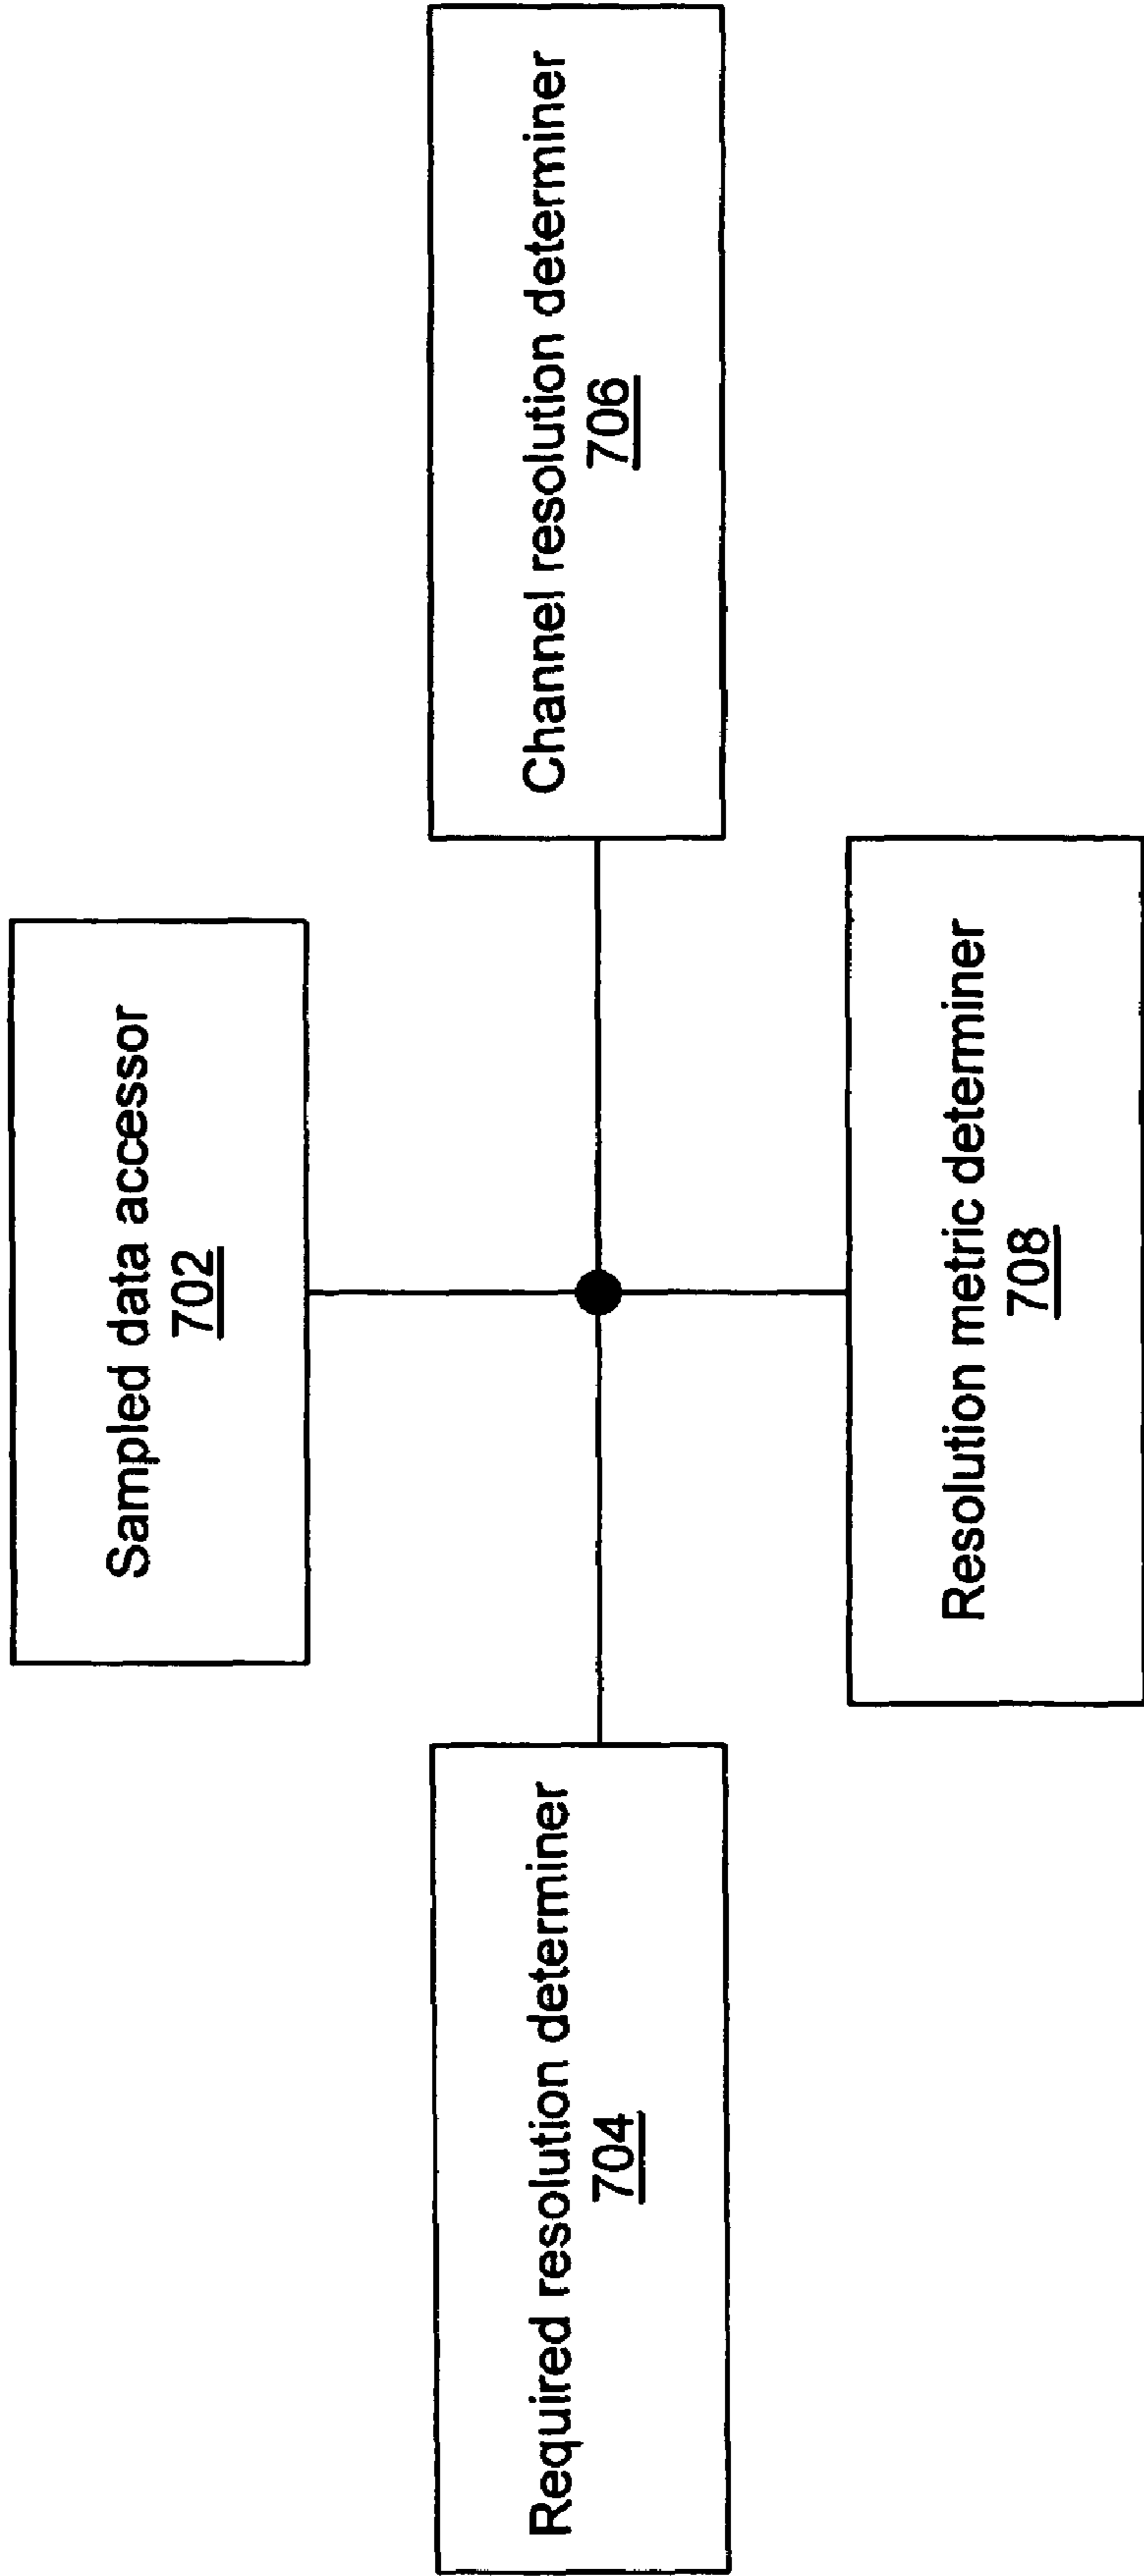 Sampled data accessor
702
Required resolution determiner
704
Channel resolution determiner
706
Resolution metric determiner
708